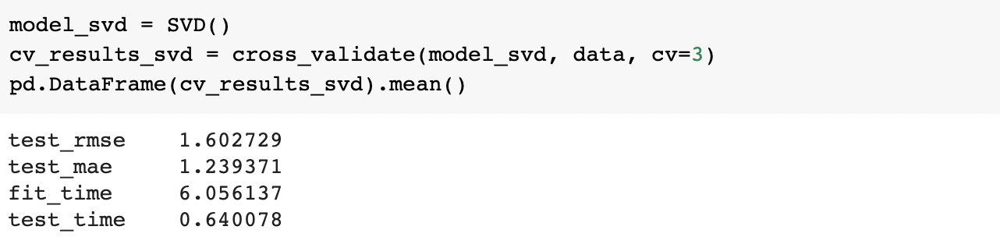 model_svd = SVD()
cv_results_svd = cross_validate(model_svd, data, cv=3)
pd.DataFrame(cv_results_svd).mean()
test_rmse    1.602729
test_mae     1.239371
fit_time     6.056137
test_time    0.640078